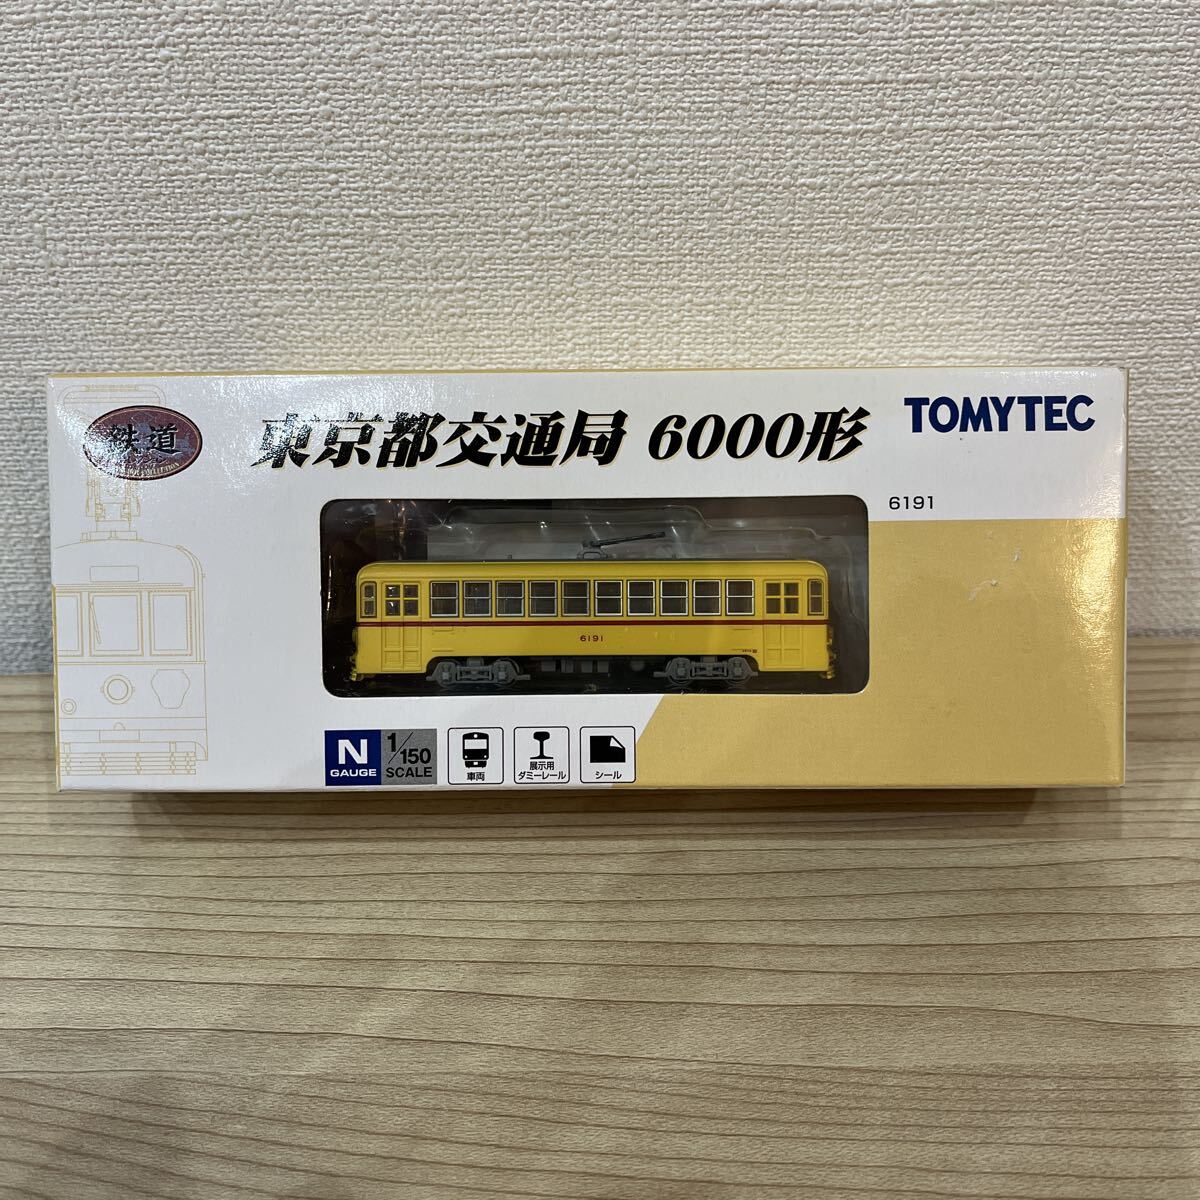 鉄道
東京都交通局 6000形
TOMYTEC
6191
6191
N
GAUGE
1/150
SCALE
車両
展示用
ダミーレール
シール